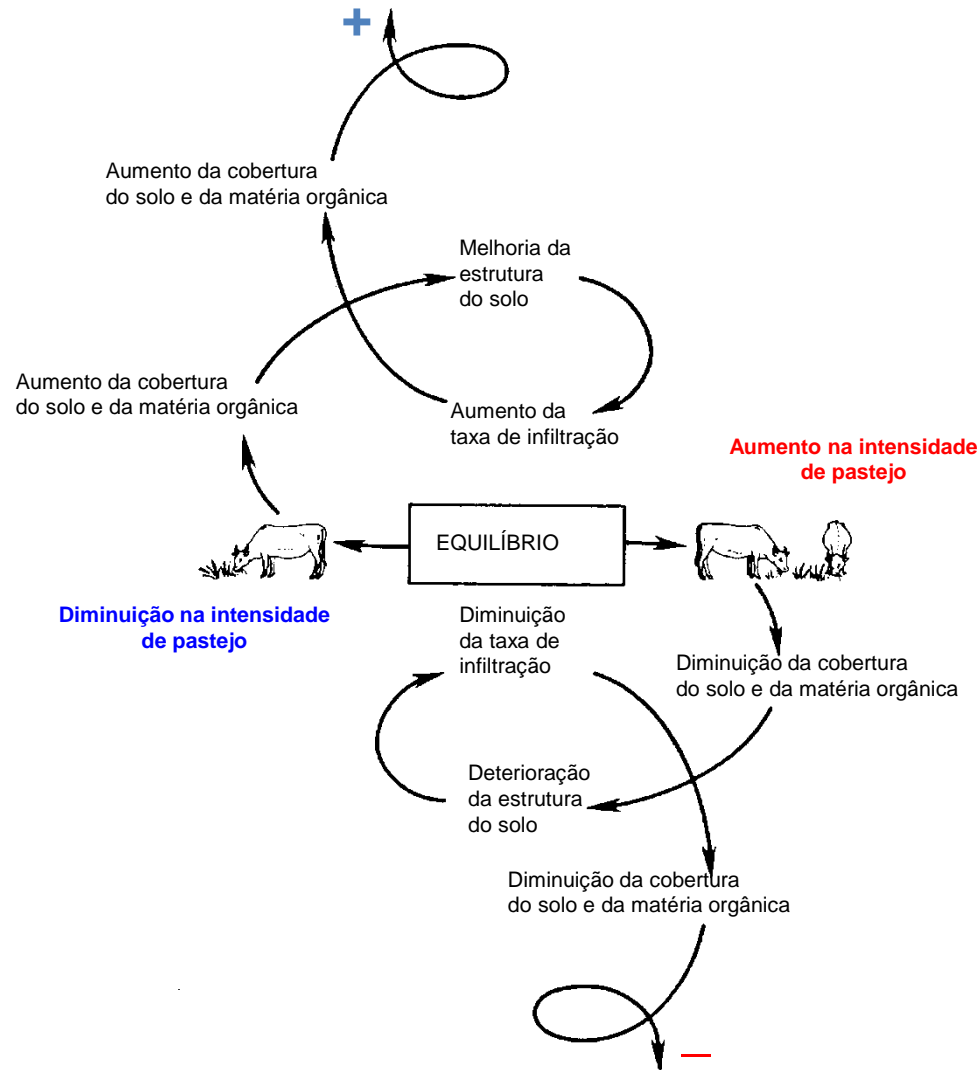 +
Aumento da cobertura
do solo e da matéria orgânica
Melhoria da
estrutura
do solo
Aumento da cobertura
do solo e da matéria orgânica
Aumento da
taxa de infiltração
Aumento na intensidade
de pastejo
EQUILÍBRIO
Diminuição na intensidade
de pastejo
Diminuição
da taxa de
infiltração
Diminuição da cobertura
do solo e da matéria orgânica
Deterioração
da estrutura
do solo
Diminuição da cobertura
do solo e da matéria orgânica
—